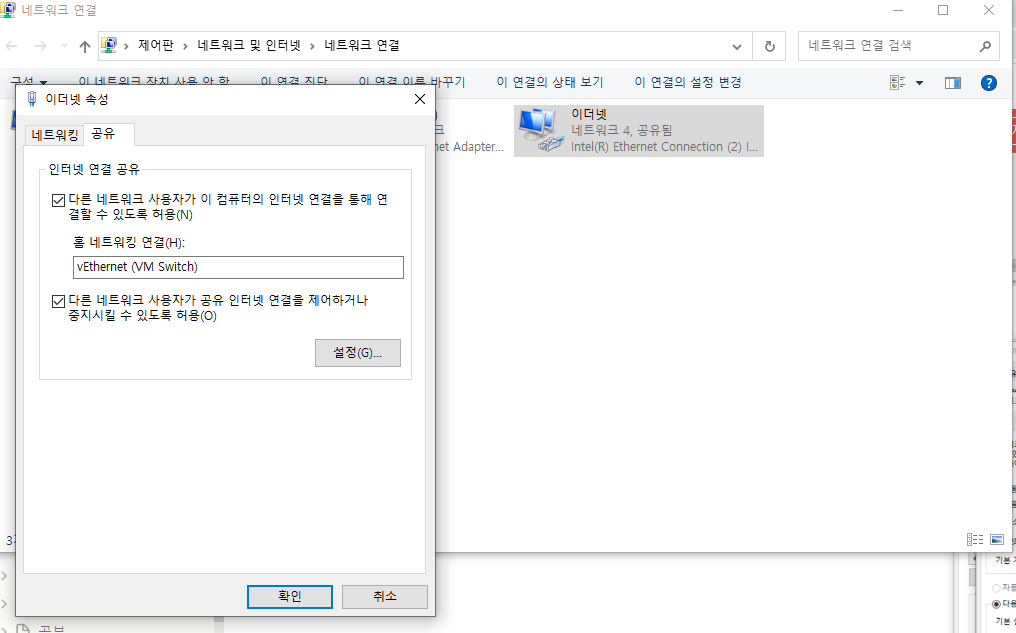 네트워크 연결
제어판 > 네트워크 및 인터넷 > 네트워크 연결
네트워크 연결 검색
구성 이 네트워크 장치 사용 안 함 이 연결 진단 이 연결 이름 바꾸기 이 연결의 상태 보기 이 연결의 설정 변경
이더넷 속성
네트워킹 공유
인터넷 연결 공유
다른 네트워크 사용자가 이 컴퓨터의 인터넷 연결을 통해 연
결할 수 있도록 허용(N)
홈 네트워킹 연결(H):
vEthernet (VM Switch)
다른 네트워크 사용자가 공유 인터넷 연결을 제어하거나
중지시킬 수 있도록 허용(O)
설정(G)...
확인 취소
net Adapter...
이더넷
네트워크 4, 공유됨
Intel(R) Ethernet Connection (2) I...